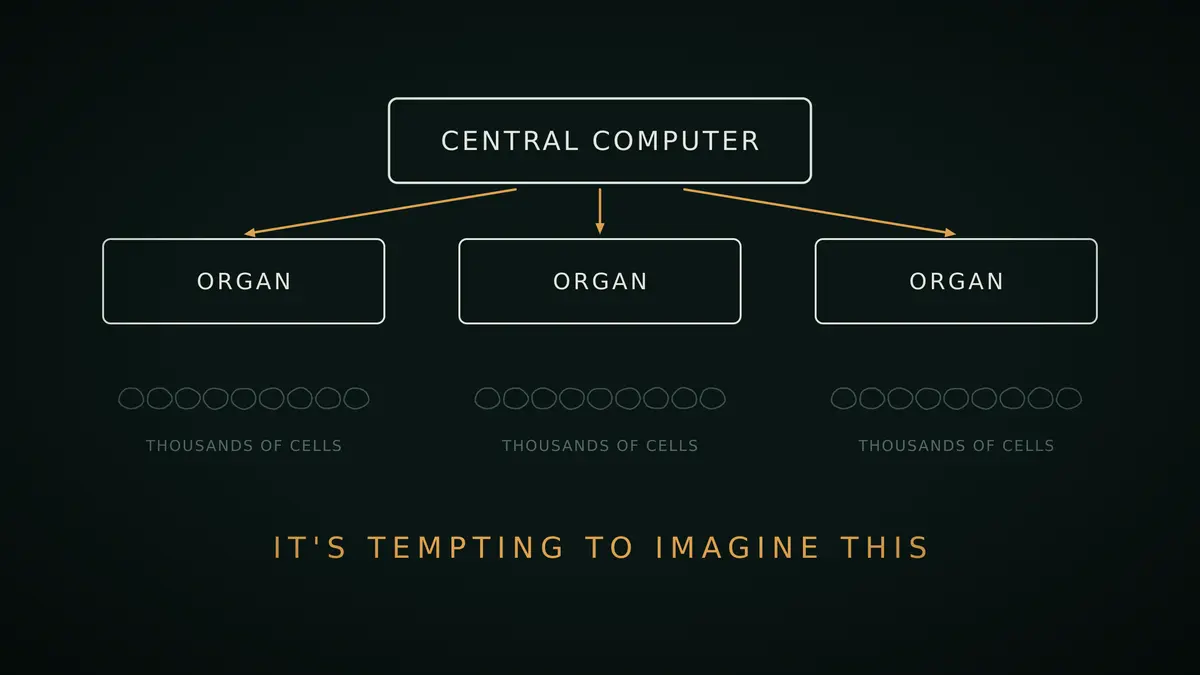 CENTRAL COMPUTER
ORGAN
ORGAN
ORGAN
THOUSANDS OF CELLS
THOUSANDS OF CELLS
THOUSANDS OF CELLS
IT'S TEMPTING TO IMAGINE THIS